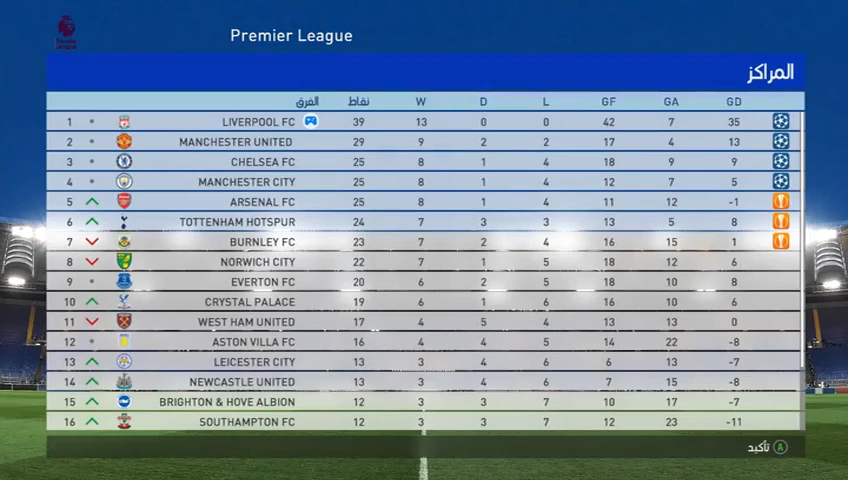 Premier League
Premier League
المراكز
الفرق نقاط W D L GF GA GD
1 LIVERPOOL FC 39 13 0 0 42 7 35
2 MANCHESTER UNITED 29 9 2 2 17 4 13
3 CHELSEA FC 25 8 1 4 18 9 9
4 MANCHESTER CITY 25 8 1 4 12 7 5
5 ARSENAL FC 25 8 1 4 11 12 -1
6 TOTTENHAM HOTSPUR 24 7 3 3 13 5 8
7 BURNLEY FC 23 7 2 4 16 15 1
8 NORWICH CITY 22 7 1 5 18 12 6
9 EVERTON FC 20 6 2 5 18 10 8
10 CRYSTAL PALACE 19 6 1 6 16 10 6
11 WEST HAM UNITED 17 4 5 4 13 13 0
12 ASTON VILLA FC 16 4 4 5 14 22 -8
13 LEICESTER CITY 13 3 4 6 6 13 -7
14 NEWCASTLE UNITED 13 3 4 6 7 15 -8
15 BRIGHTON & HOVE ALBION 12 3 3 7 10 17 -7
16 SOUTHAMPTON FC 12 3 3 7 12 23 -11
تأكيد A